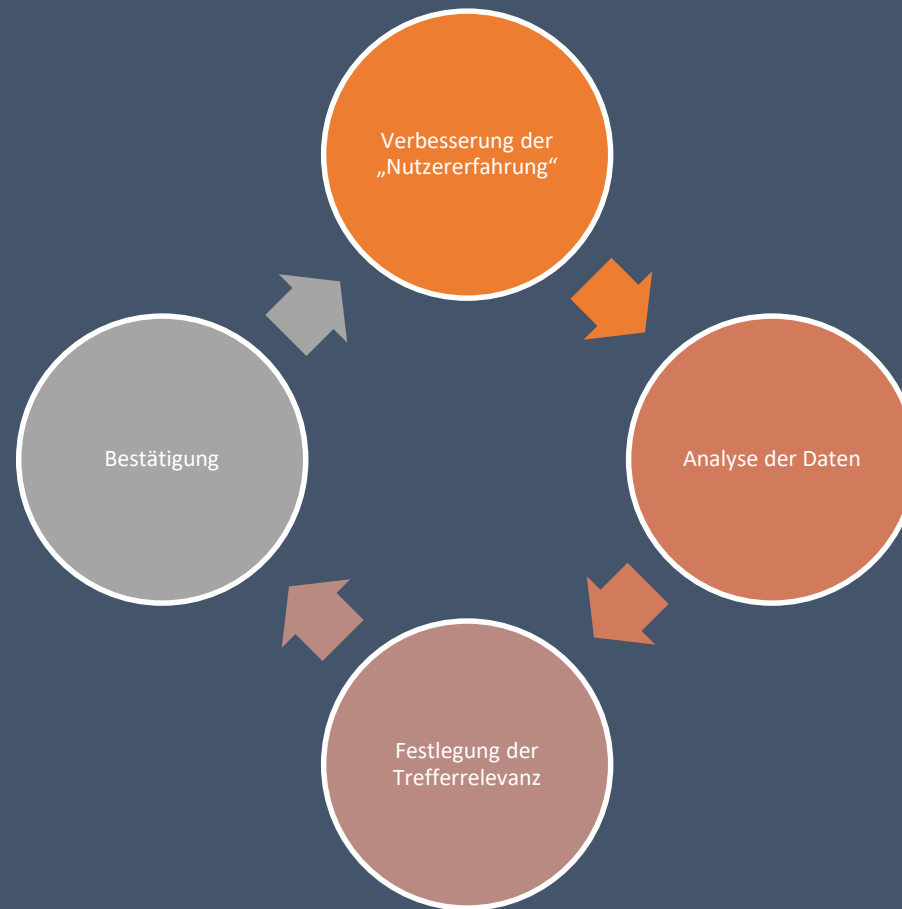 Verbesserung der
„Nutzererfahrung“
Analyse der Daten
Festlegung der
Trefferrelevanz
Bestätigung